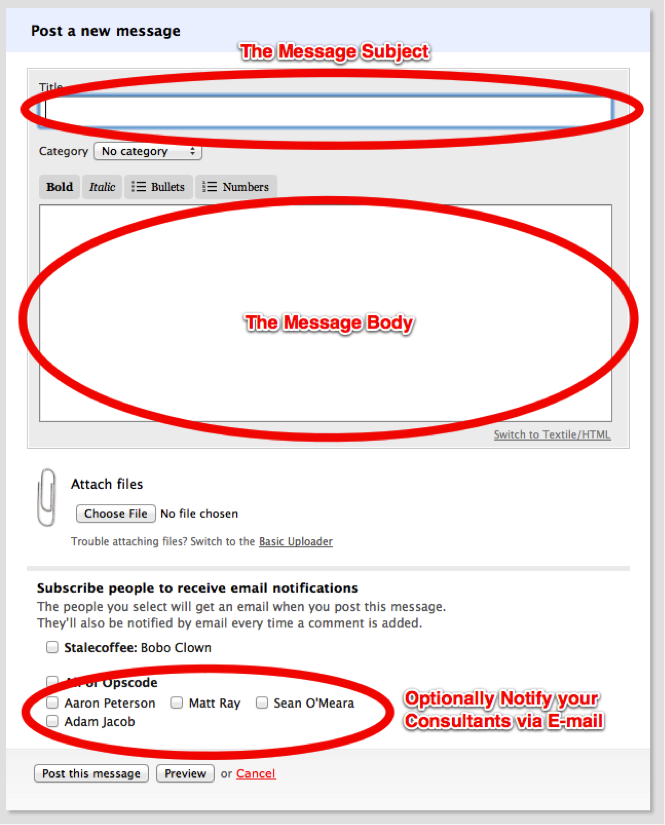 Post a new message
The Message Subject
Title
Category No category
Bold Italic Bullets Numbers
The Message Body
Switch to Textile/HTML
Attach files
Choose File No file chosen
Trouble attaching files? Switch to the Basic Uploader
Subscribe people to receive email notifications
The people you select will get an email when you post this message.
They'll also be notified by email every time a comment is added.
Stalecoffee: Bobo Clown
All of Opscode
Aaron Peterson Matt Ray Sean O'Meara
Adam Jacob
Optionally Notify your
Consultants via E-mail
Post this message Preview or Cancel